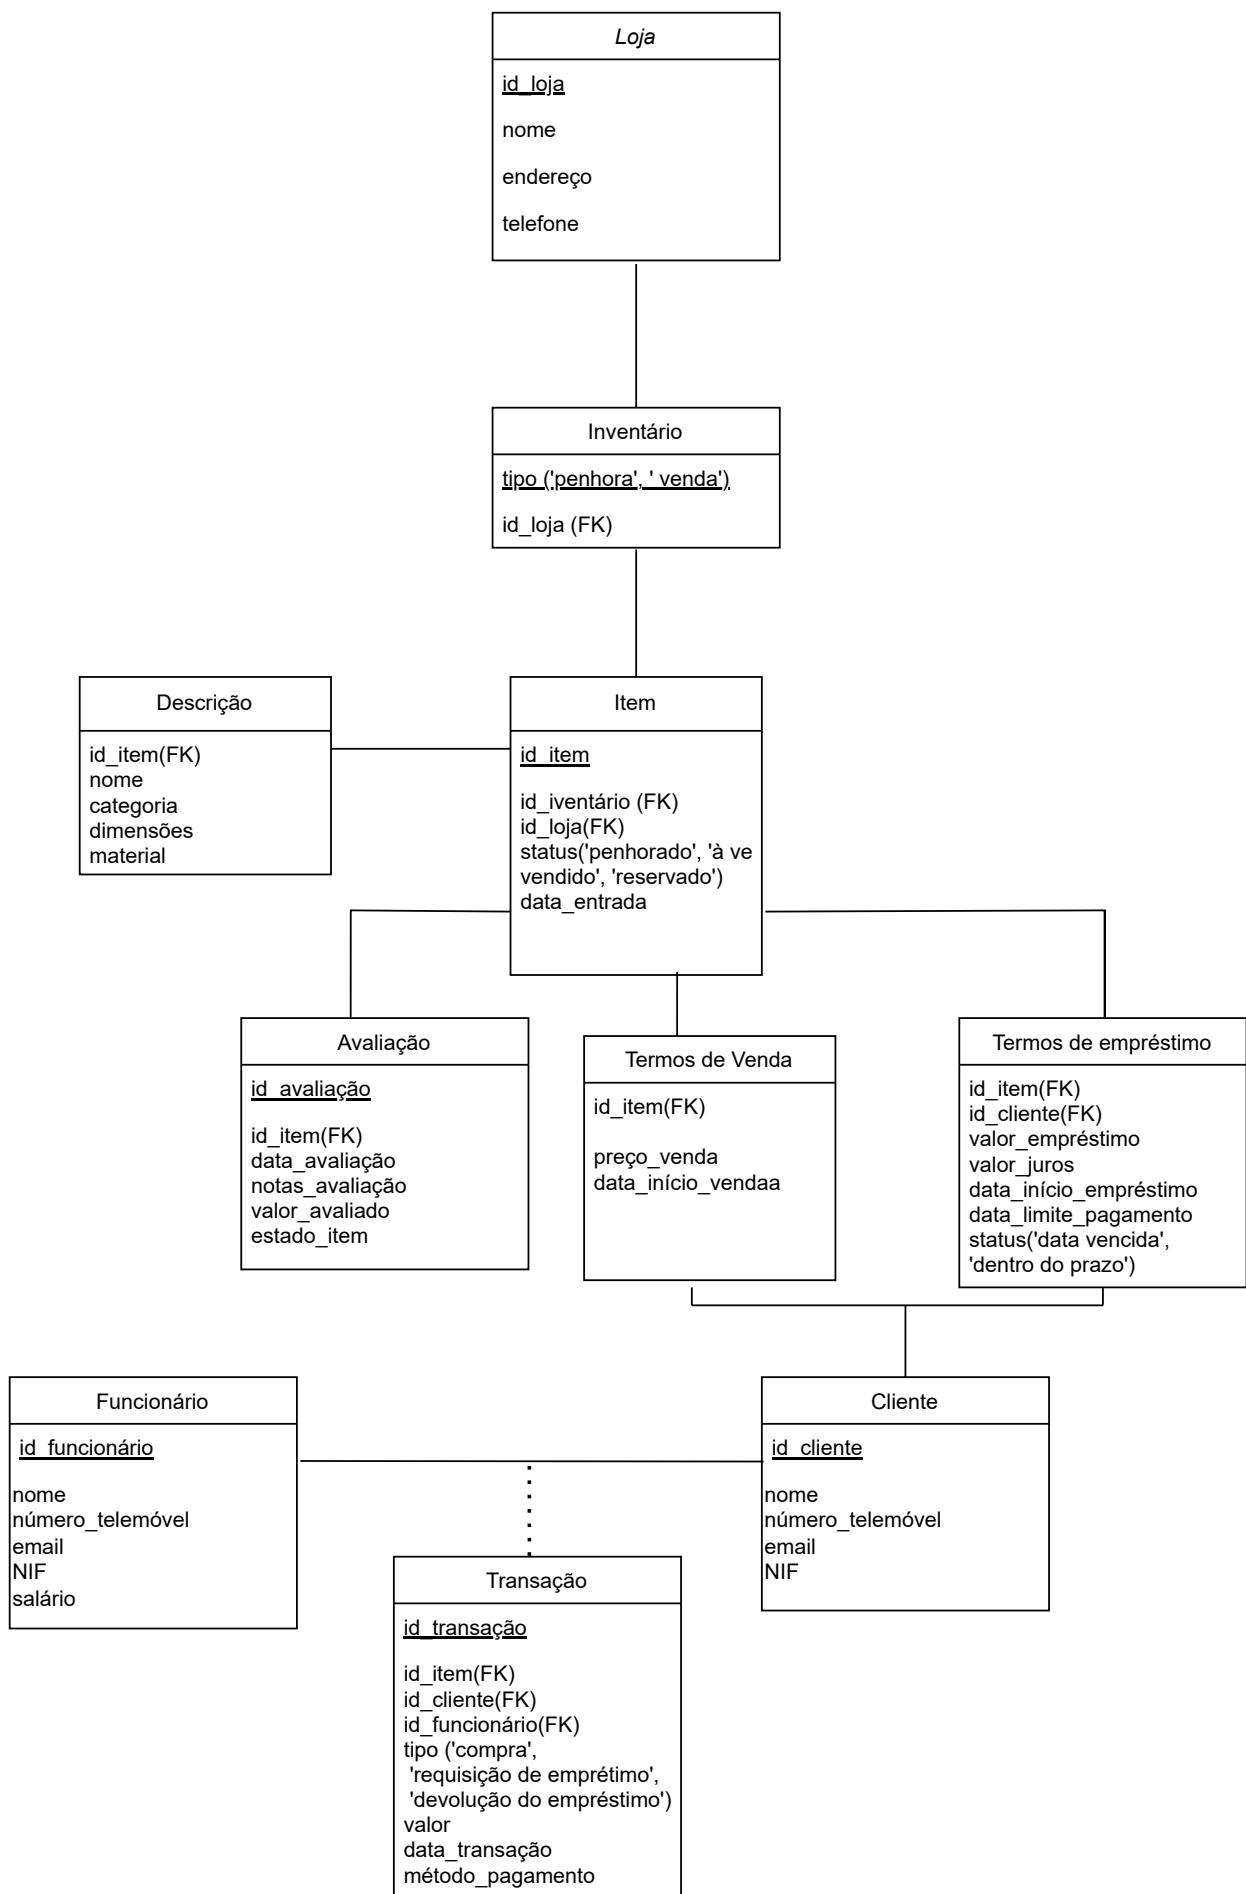 Loja
id_loja
nome
endereço
telefone
Inventário
tipo ('penhora', ' venda')
id_loja (FK)
Descrição
id_item(FK)
nome
categoria
dimensões
material
Item
id_item
id_iventário (FK)
id_loja(FK)
status('penhorado', 'à ve
vendido', 'reservado')
data_entrada
Avaliação
id_avaliação
id_item(FK)
data_avaliação
notas_avaliação
valor_avaliado
estado_item
Termos de Venda
id_item(FK)
preço_venda
data_início_vendaa
Termos de empréstimo
id_item(FK)
id_cliente(FK)
valor_empréstimo
valor_juros
data_início_empréstimo
data_limite_pagamento
status('data vencida',
'dentro do prazo')
Funcionário
id_funcionário
nome
número_telemóvel
email
NIF
salário
Cliente
id_cliente
nome
número_telemóvel
email
NIF
Transação
id_transação
id_item(FK)
id_cliente(FK)
id_funcionário(FK)
tipo ('compra',
'requisição de emprétimo',
'devolução do empréstimo')
valor
data_transação
método_pagamento